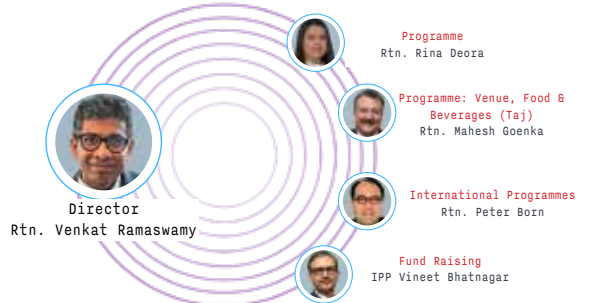 Programme
Rtn. Rina Deora
Programme: Venue, Food &
Beverages (Taj)
Rtn. Mahesh Goenka
Director
Rtn. Venkat Ramaswamy
International Programmes
Rtn. Peter Born
Fund Raising
IPP Vineet Bhatnagar